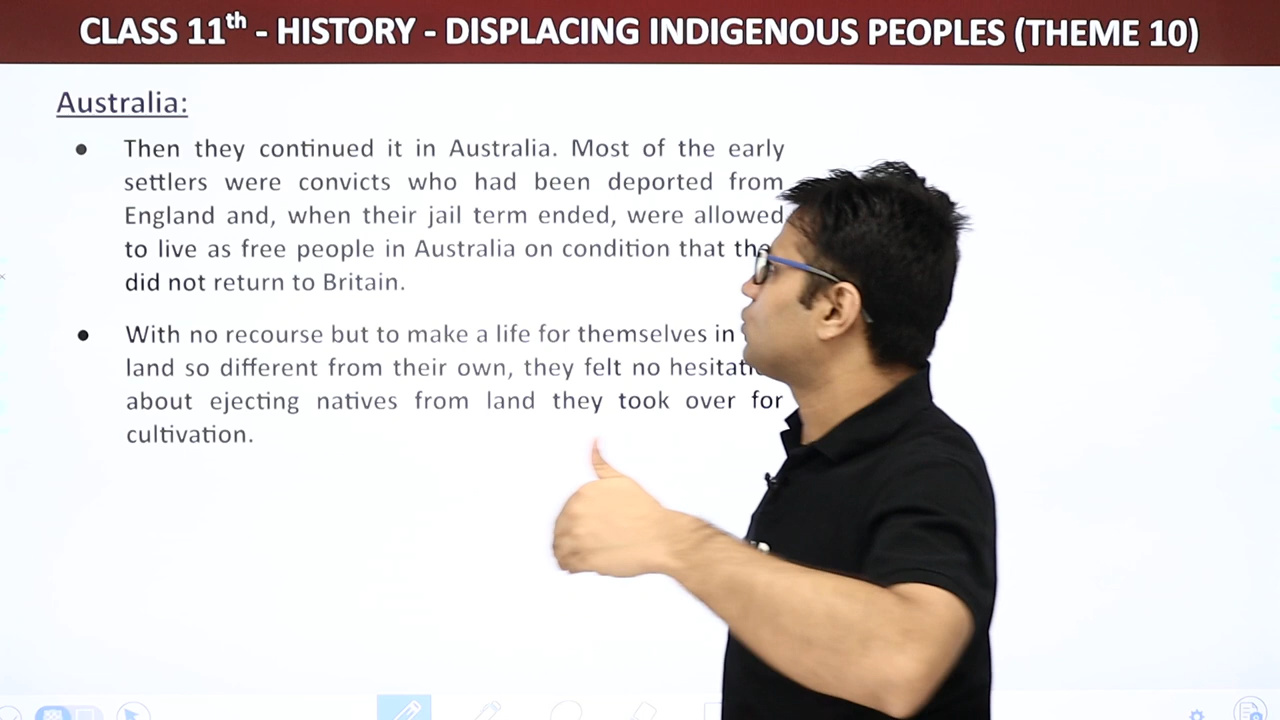 CLASS 11th - HISTORY - DISPLACING INDIGENOUS PEOPLES (THEME 10)
Australia:
● Then they continued it in Australia. Most of the early
settlers were convicts who had been deported from
England and, when their jail term ended, were allowed
to live as free people in Australia on condition that
did not return to Britain.
● With no recourse but to make a life for themselves in
land so different from their own, they felt no
about ejecting natives from land they took over for
cultivation.